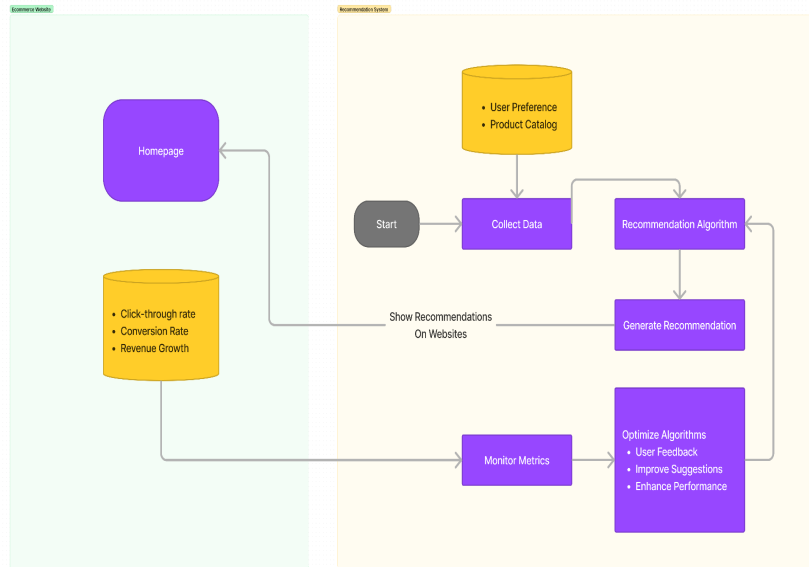 Ecommerce Website
Recommendation System
• User Preference
• Product Catalog
Homepage
Start
Collect Data
Recommendation Algorithm
• Click-through rate
• Conversion Rate
• Revenue Growth
Show Recommendations
On Websites
Generate Recommendation
Monitor Metrics
Optimize Algorithms
• User Feedback
• Improve Suggestions
• Enhance Performance